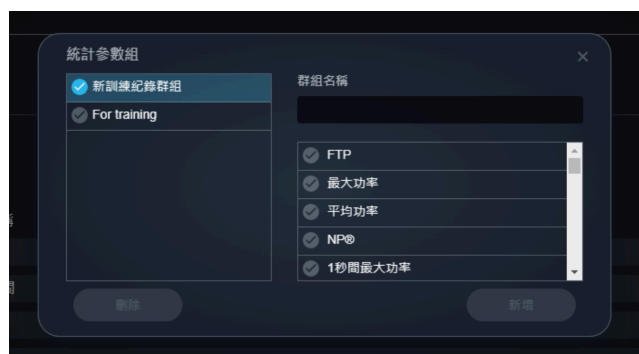 統計參數組
新訓練紀錄群組
For training
群組名稱
FTP
最大功率
平均功率
NP®
1秒間最大功率
刪除
新增